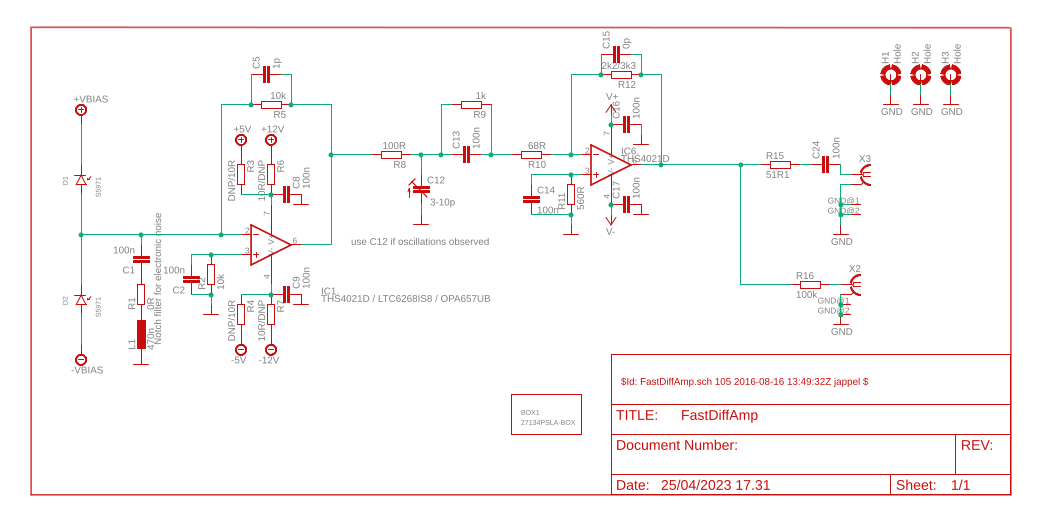 C15
0p
2k2/3k3
R12
H1
Hole
H2
Hole
H3
Hole
GND
GND
GND
C5
1p
10k
R5
+VBIAS
1k
R9
C13
100n
V+
C16
100n
+5V
+12V
DNP/10R
R3
10R/DNP
R6
C8
100n
100R
R8
68R
R10
7
2
3
4
IC6
THS4021D
C24
100n
R15
51R1
X3
GND@1
GND@2
GND
D1
S5971
C12
3-10p
use C12 if oscillations observed
C14
100n
R11
560R
C17
100n
V-
7
2
3
6
4
V+
V-
100n
C1
Notch filter for electronic noise
100n
C2
R2
10k
D2
S5971
R1
0R
L1
470n
-VBIAS
C9
100n
DNP/10R
R4
10R/DNP
R7
-5V
-12V
IC1
THS4021D / LTC6268IS8 / OPA657UB
R16
100k
X2
GND@1
GND@2
GND
BOX1
27134PSLA-BOX
$Id: FastDiffAmp.sch 105 2016-08-16 13:49:32Z jappel $
TITLE: FastDiffAmp
Document Number:
REV:
Date: 25/04/2023 17.31
Sheet: 1/1